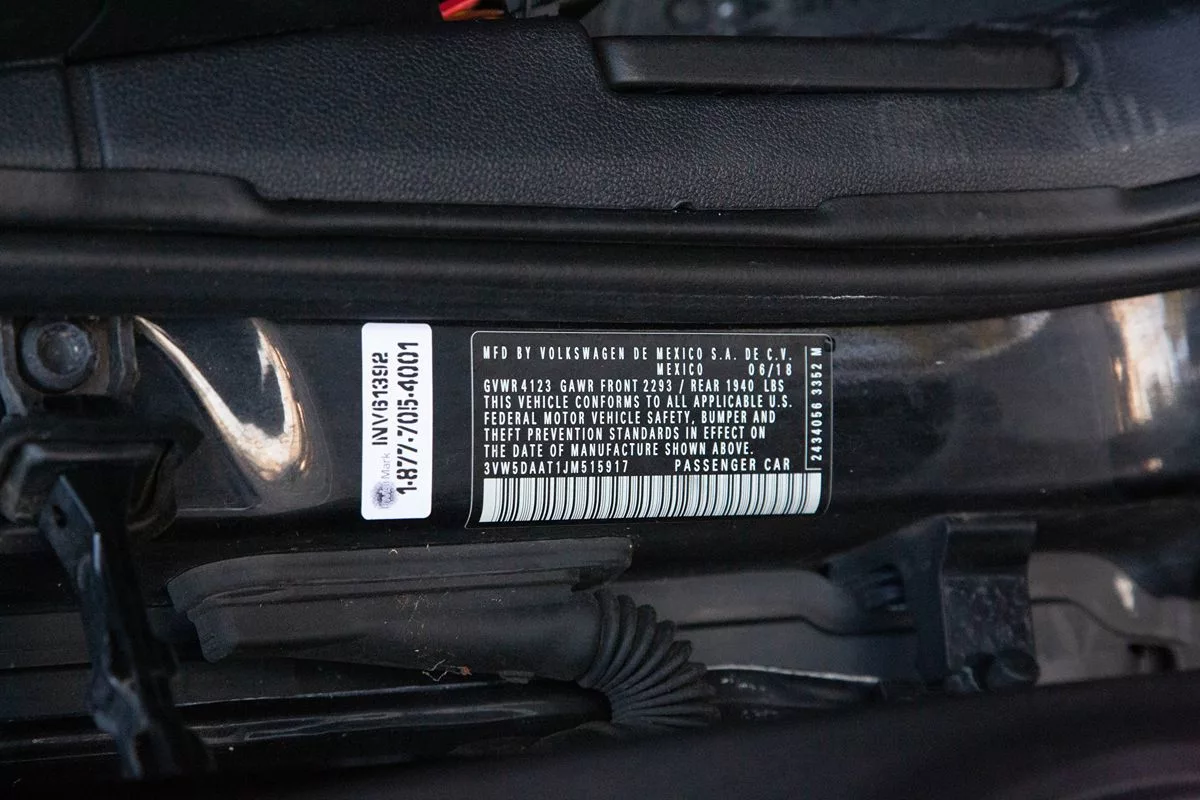 INV61392
1-877-705-4001
MFD BY VOLKSWAGEN DE MEXICO S.A. DE C.V.
MEXICO 06/18
GVWR 4123 GAWR FRONT 2293 / REAR 1940 LBS
THIS VEHICLE CONFORMS TO ALL APPLICABLE U.S.
FEDERAL MOTOR VEHICLE SAFETY, BUMPER AND
THEFT PREVENTION STANDARDS IN EFFECT ON
THE DATE OF MANUFACTURE SHOWN ABOVE.
3VW5DAAT1JM515917 PASSENGER CAR
2434056 3352 M